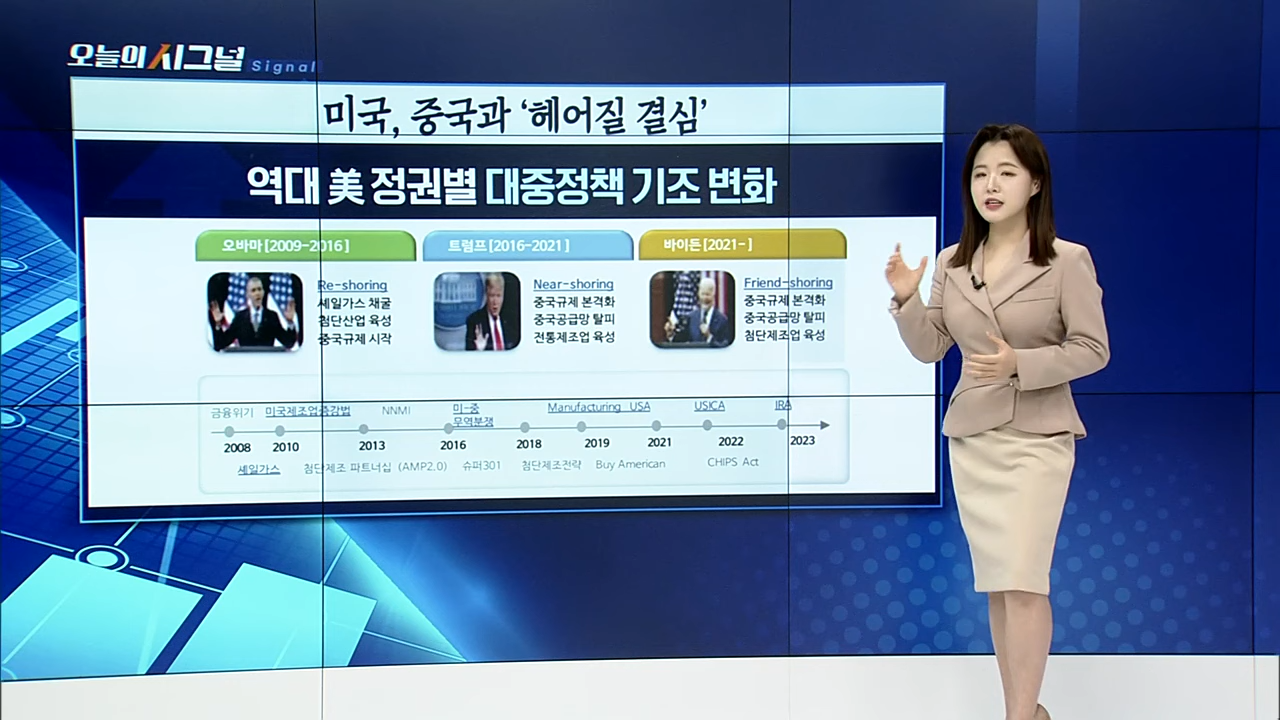 오늘의 시그널 Signal
미국, 중국과 ‘헤어질 결심’
역대 美 정권별 대중정책 기조 변화
오바마 [2009-2016]
Re-shoring
셰일가스 채굴
첨단산업 육성
중국규제 시작
트럼프 [2016-2021]
Near-shoring
중국규제 본격화
중국공급망 탈피
전통제조업 육성
바이든 [2021- ]
Friend-shoring
중국규제 본격화
중국공급망 탈피
첨단제조업 육성
금융위기 미국제조업증강법 NNMI 미-중 Manufacturing USA USICA IRA
무역분쟁
2008 2010 2013 2016 2018 2019 2021 2022 2023
셰일가스 첨단제조 파트너십 (AMP2.0) 슈퍼301 첨단제조전략 Buy American CHIPS Act